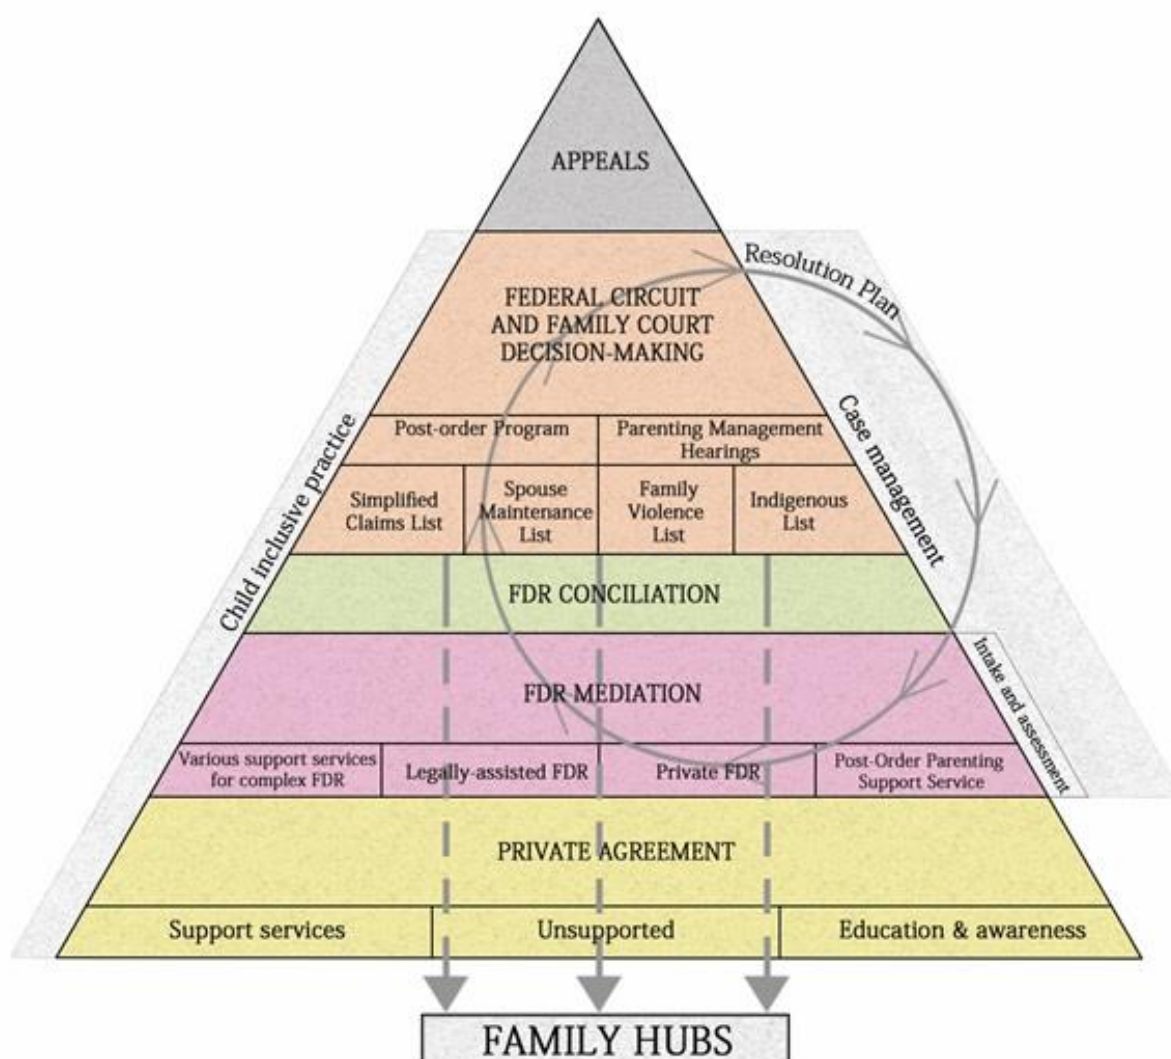 APPEALS
Resolution Plan
FEDERAL CIRCUIT
AND FAMILY COURT
DECISION-MAKING
Child inclusive practice
Case management
Post-order Program
Parenting Management
Hearings
Simplified
Claims List
Spouse
Maintenance
List
Family
Violence
List
Indigenous
List
FDR CONCILIATION
FDR MEDIATION
Intake and assessment
Various support services
for complex FDR
Legally-assisted FDR
Private FDR
Post-Order Parenting
Support Service
PRIVATE AGREEMENT
Support services
Unsupported
Education & awareness
FAMILY HUBS